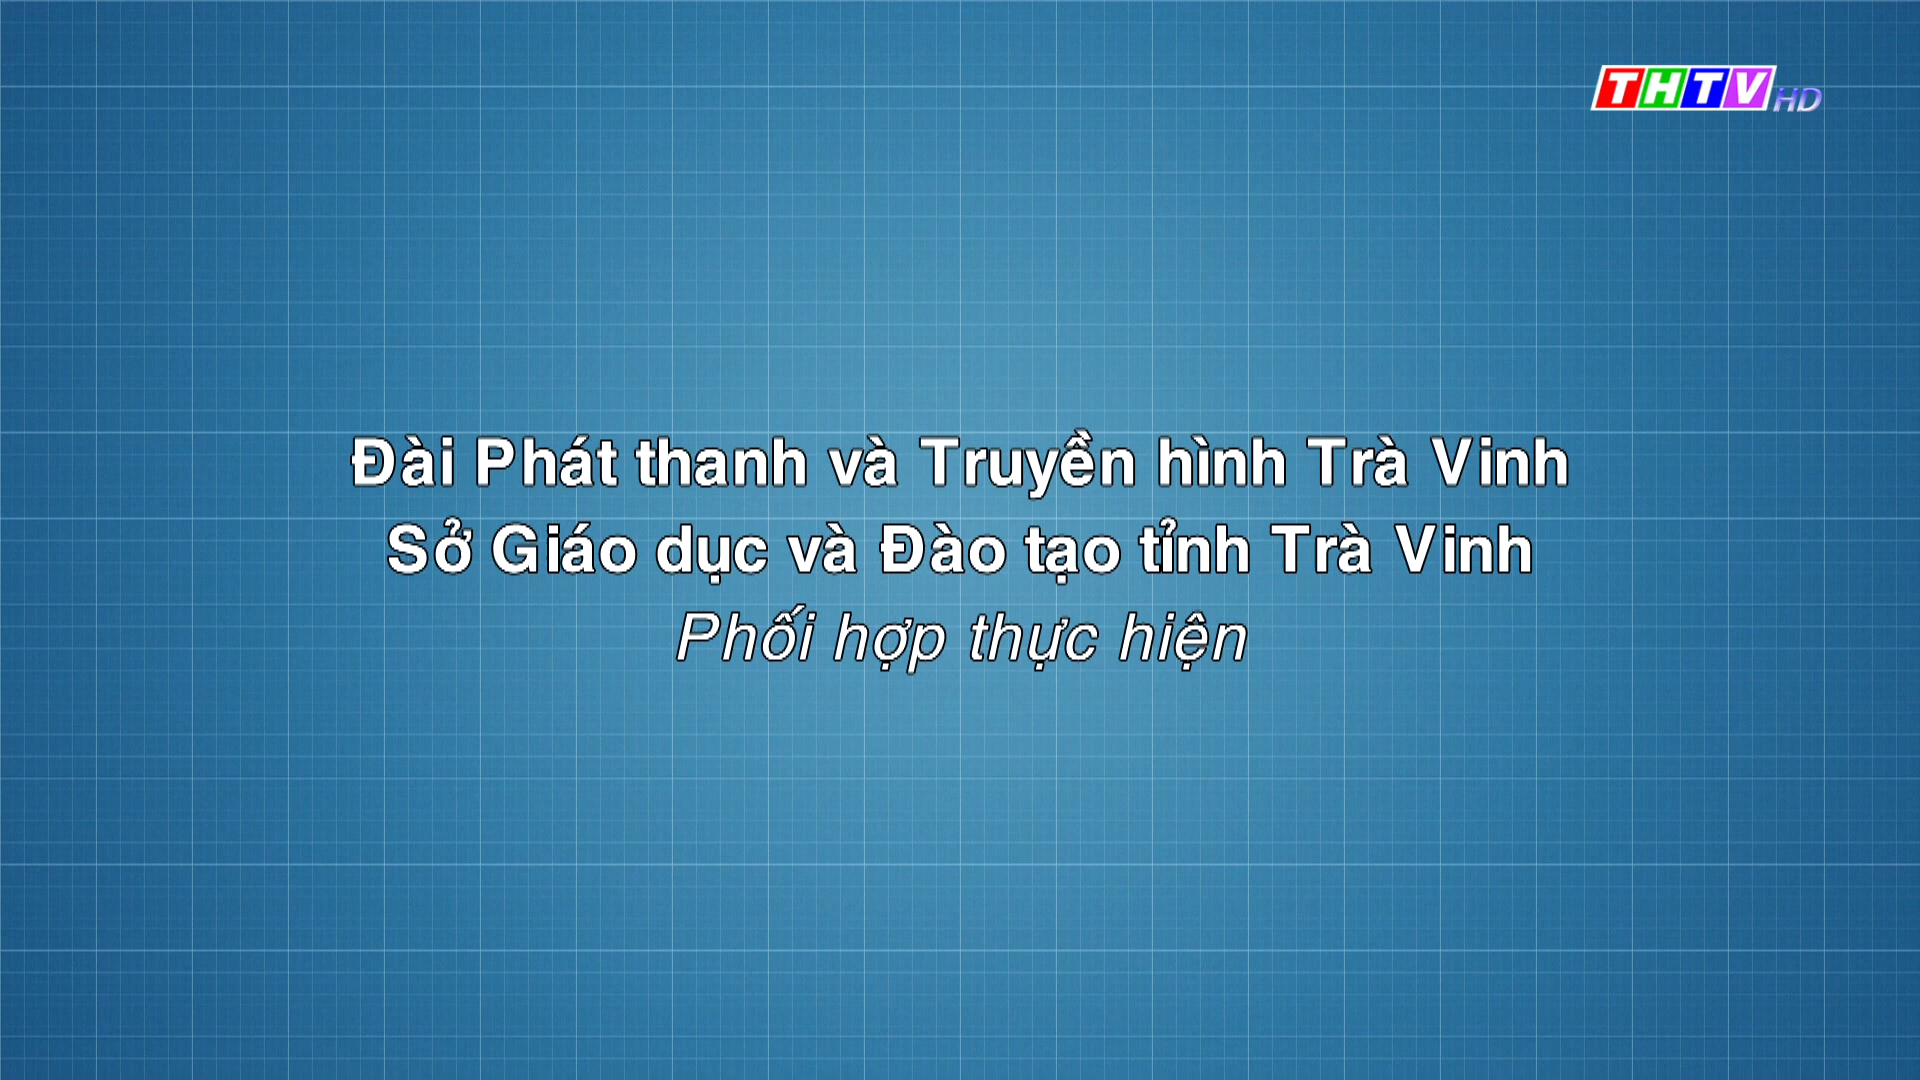 THTV HD
Đài Phát thanh và Truyền hình Trà Vinh
Sở Giáo dục và Đào tạo tỉnh Trà Vinh
Phối hợp thực hiện